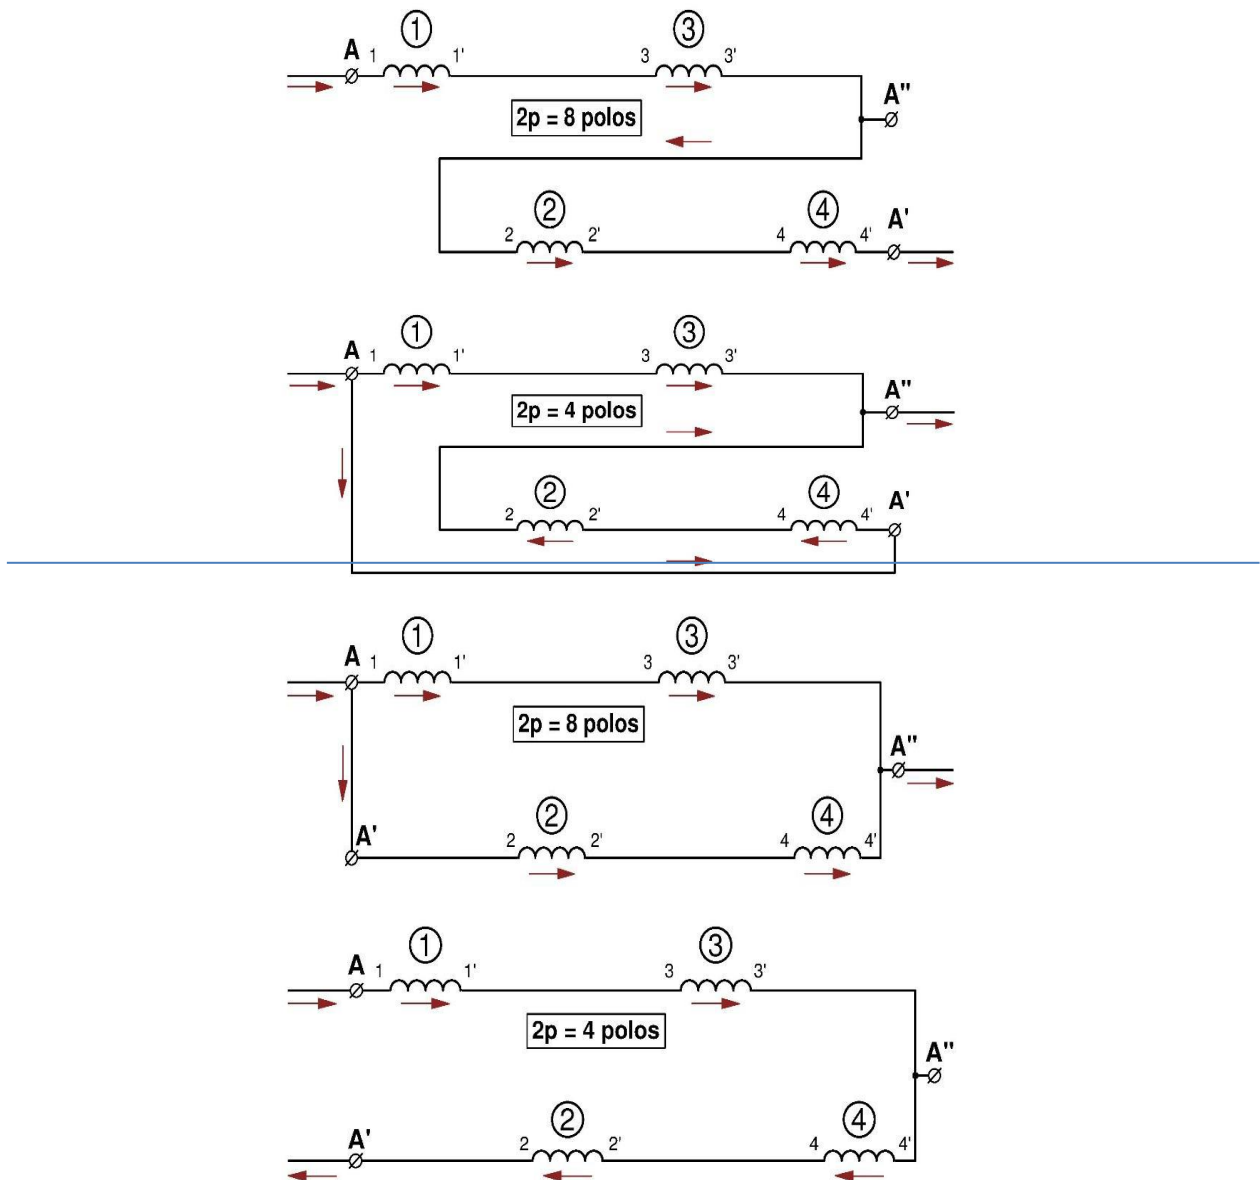 ① ③
A 1 1' 3 3'
A"
2p = 8 polos
② ④
A'
2 2' 4 4'
① ③
A 1 1' 3 3'
A"
2p = 4 polos
② ④
A'
2 2' 4 4'
① ③
A 1 1' 3 3'
2p = 8 polos
A"
② ④
A' 2 2' 4 4'
① ③
A 1 1' 3 3'
2p = 4 polos
A"
② ④
A' 2 2' 4 4'